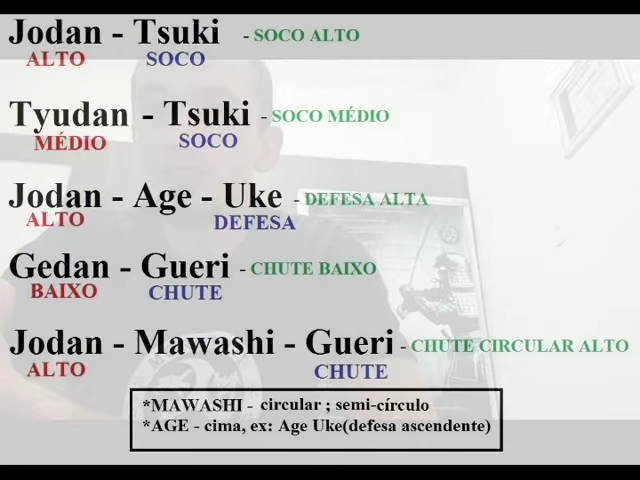 Jodan - Tsuki - SOCO ALTO
ALTO SOCO
Tyudan - Tsuki - SOCO MÉDIO
MÉDIO SOCO
Jodan - Age - Uke - DEFESA ALTA
ALTO DEFESA
Gedan - Gueri - CHUTE BAIXO
BAIXO CHUTE
Jodan - Mawashi - Gueri - CHUTE CIRCULAR ALTO
ALTO CHUTE
*MAWASHI - circular ; semi-círculo
*AGE - cima, ex: Age Uke(defesa ascendente)